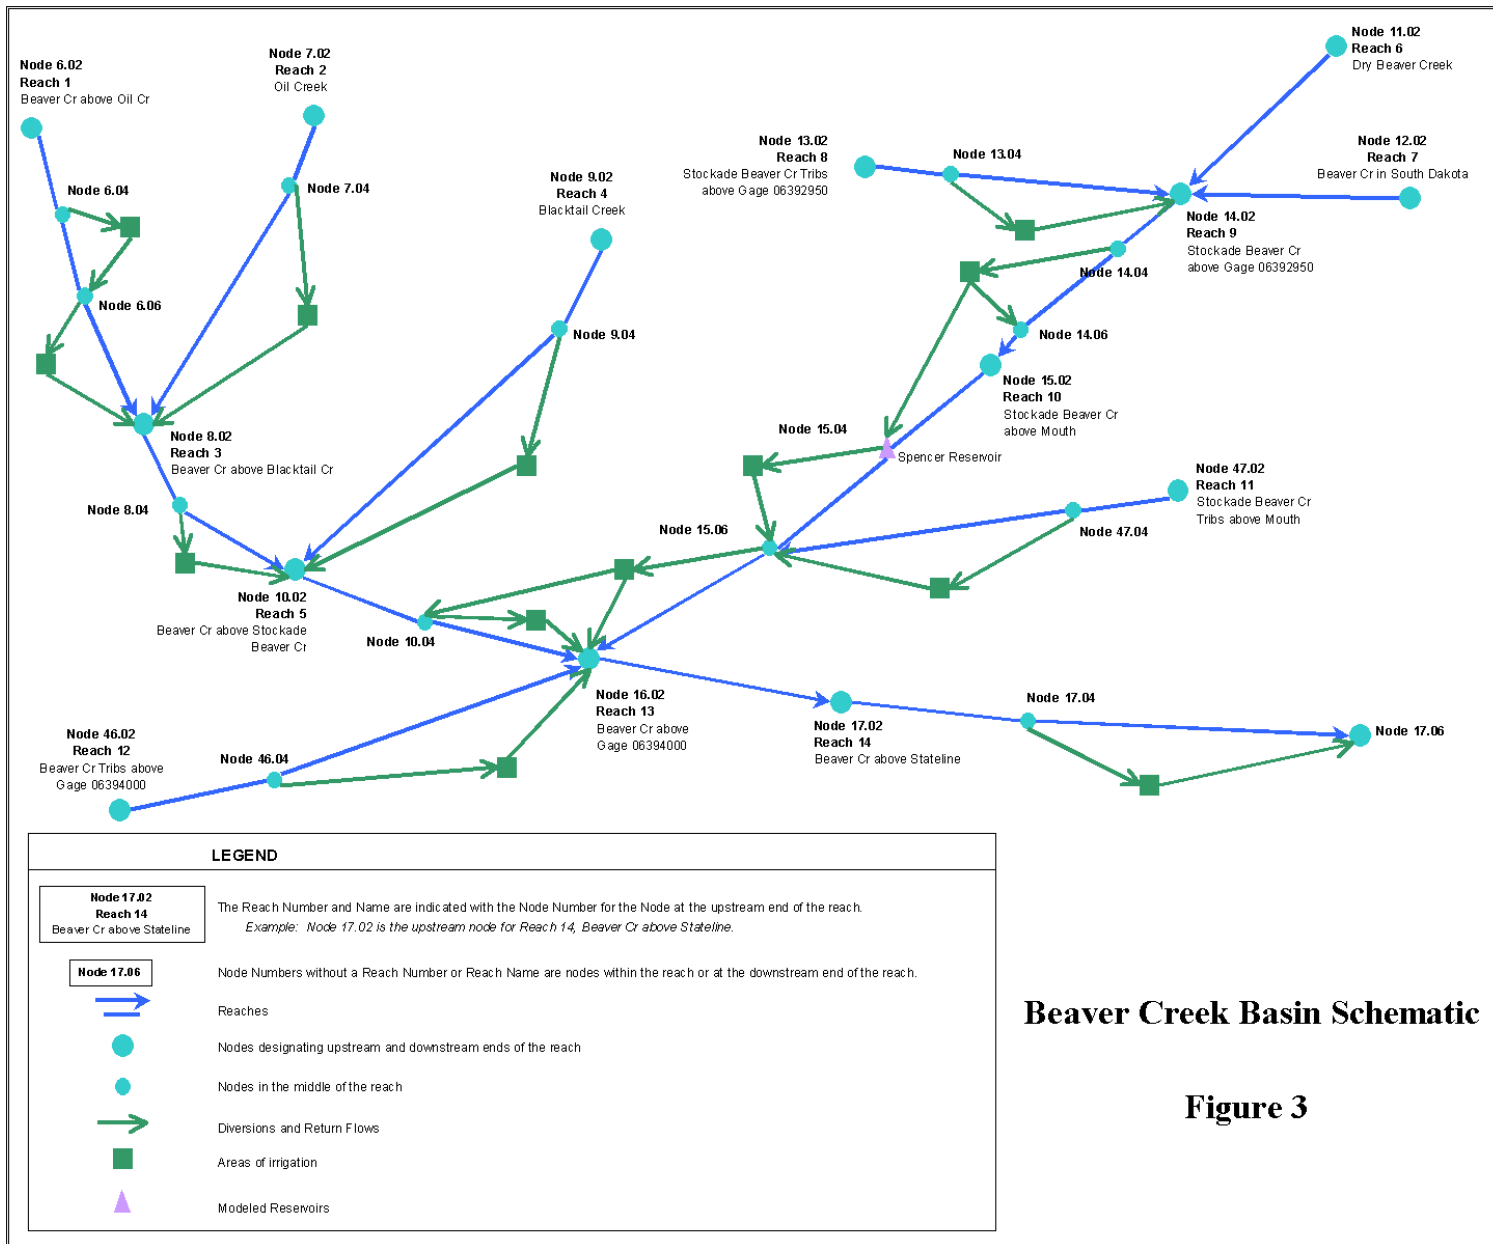 Node 6.02
Reach 1
Beaver Cr above Oil Cr
Node 7.02
Reach 2
Oil Creek
Node 11.02
Reach 6
Dry Beaver Creek
Node 13.02
Reach 8
Stockade Beaver Cr Tribs
above Gage 06392950
Node 13.04
Node 12.02
Reach 7
Beaver Cr in South Dakota
Node 6.04
Node 7.04
Node 9.02
Reach 4
Blacktail Creek
Node 14.02
Reach 9
Stockade Beaver Cr
above Gage 06392950
Node 14.04
Node 6.06
Node 9.04
Node 14.06
Node 15.02
Reach 10
Stockade Beaver Cr
above Mouth
Node 8.02
Reach 3
Beaver Cr above Blacktail Cr
Node 15.04
Spencer Reservoir
Node 47.02
Reach 11
Stockade Beaver Cr
Tribs above Mouth
Node 8.04
Node 15.06
Node 47.04
Node 10.02
Reach 5
Beaver Cr above Stockade
Beaver Cr
Node 10.04
Node 16.02
Reach 13
Beaver Cr above
Gage 06394000
Node 17.04
Node 17.02
Reach 14
Beaver Cr above Stateline
Node 17.06
Node 46.02
Reach 12
Beaver Cr Tribs above
Gage 06394000
Node 46.04
LEGEND
Node 17.02
Reach 14
Beaver Cr above Stateline
The Reach Number and Name are indicated with the Node Number for the Node at the upstream end of the reach.
Example: Node 17.02 is the upstream node for Reach 14, Beaver Cr above Stateline.
Node 17.06
Node Numbers without a Reach Number or Reach Name are nodes within the reach or at the downstream end of the reach.
Reaches
Nodes designating upstream and downstream ends of the reach
Nodes in the middle of the reach
Diversions and Return Flows
Areas of irrigation
Modeled Reservoirs
Beaver Creek Basin Schematic
Figure 3